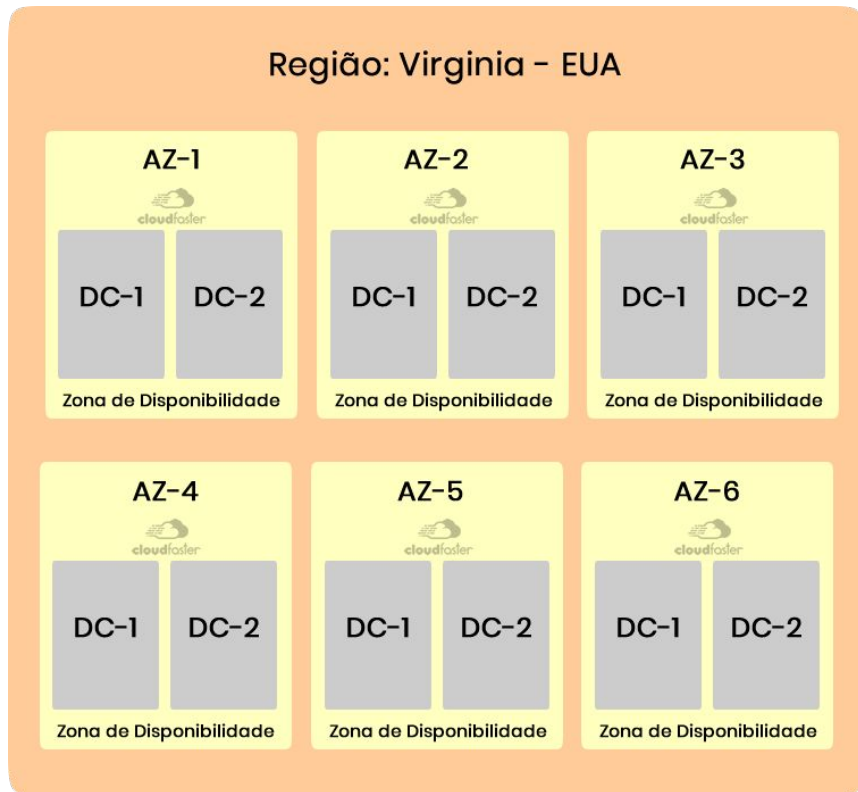 Região: Virginia - EUA
AZ-1
cloudfaster
DC-1 DC-2
Zona de Disponibilidade
AZ-2
cloudfaster
DC-1 DC-2
Zona de Disponibilidade
AZ-3
cloudfaster
DC-1 DC-2
Zona de Disponibilidade
AZ-4
cloudfaster
DC-1 DC-2
Zona de Disponibilidade
AZ-5
cloudfaster
DC-1 DC-2
Zona de Disponibilidade
AZ-6
cloudfaster
DC-1 DC-2
Zona de Disponibilidade